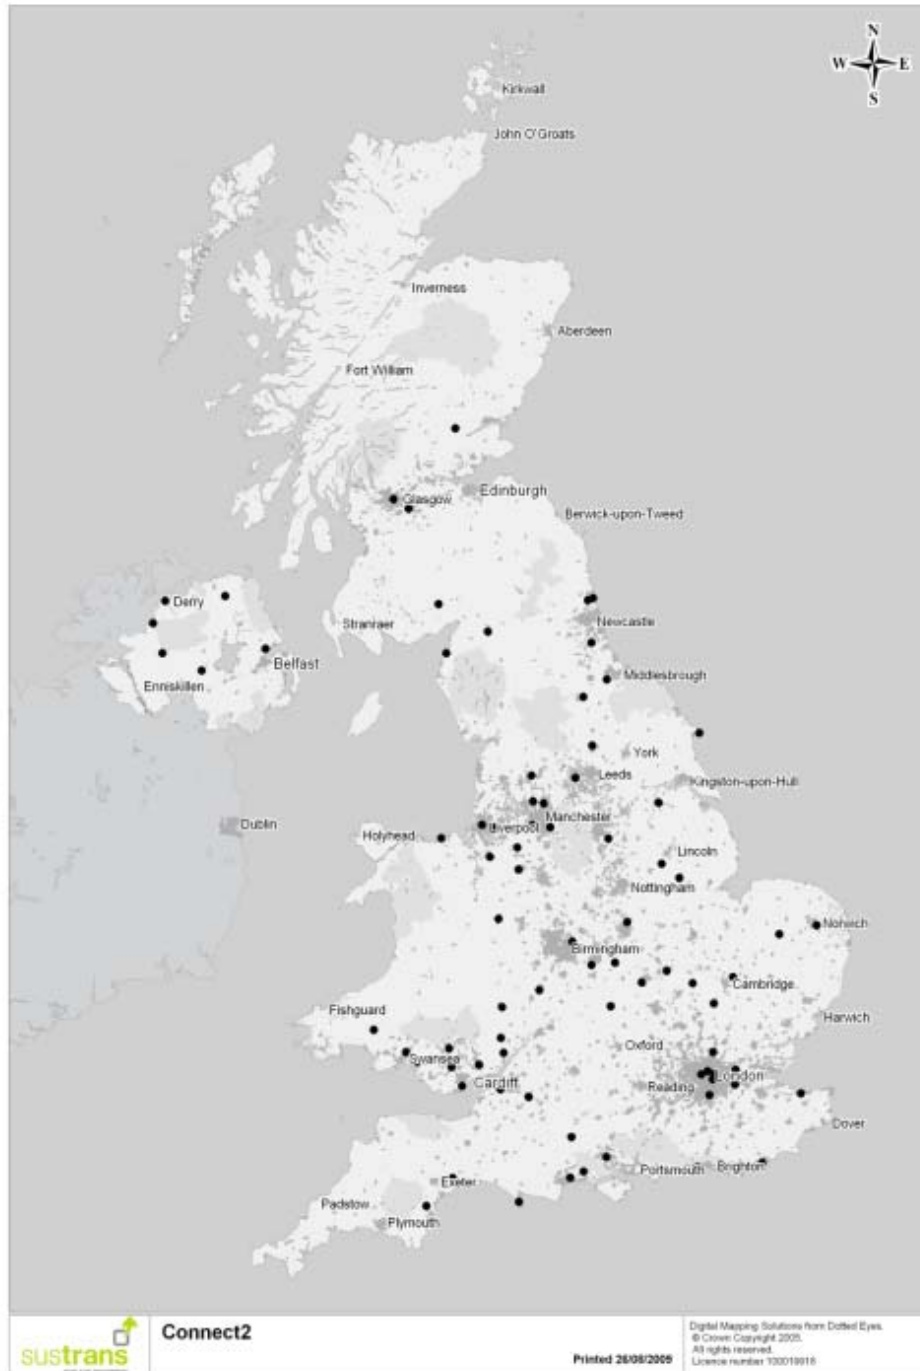 N
W E
S
Kirkwall
John O'Groats
Inverness
Aberdeen
Fort William
Edinburgh
Glasgow
Berwick-upon-Tweed
Derry
Stranraer
Newcastle
Belfast
Enniskillen
Middlesbrough
York
Leeds
Kingston-upon-Hull
Dublin
Manchester
Liverpool
Holyhead
Lincoln
Nottingham
Norwich
Birmingham
Cambridge
Fishguard
Harwich
Oxford
Swansea
London
Cardiff
Reading
Dover
Portsmouth
Brighton
Exeter
Padstow
Plymouth
sustrans
Connect2
Printed 26/08/2009
Digital Mapping Solutions from Dotted Eyes.
© Crown Copyright 2005.
All rights reserved.
Licence number 100019918